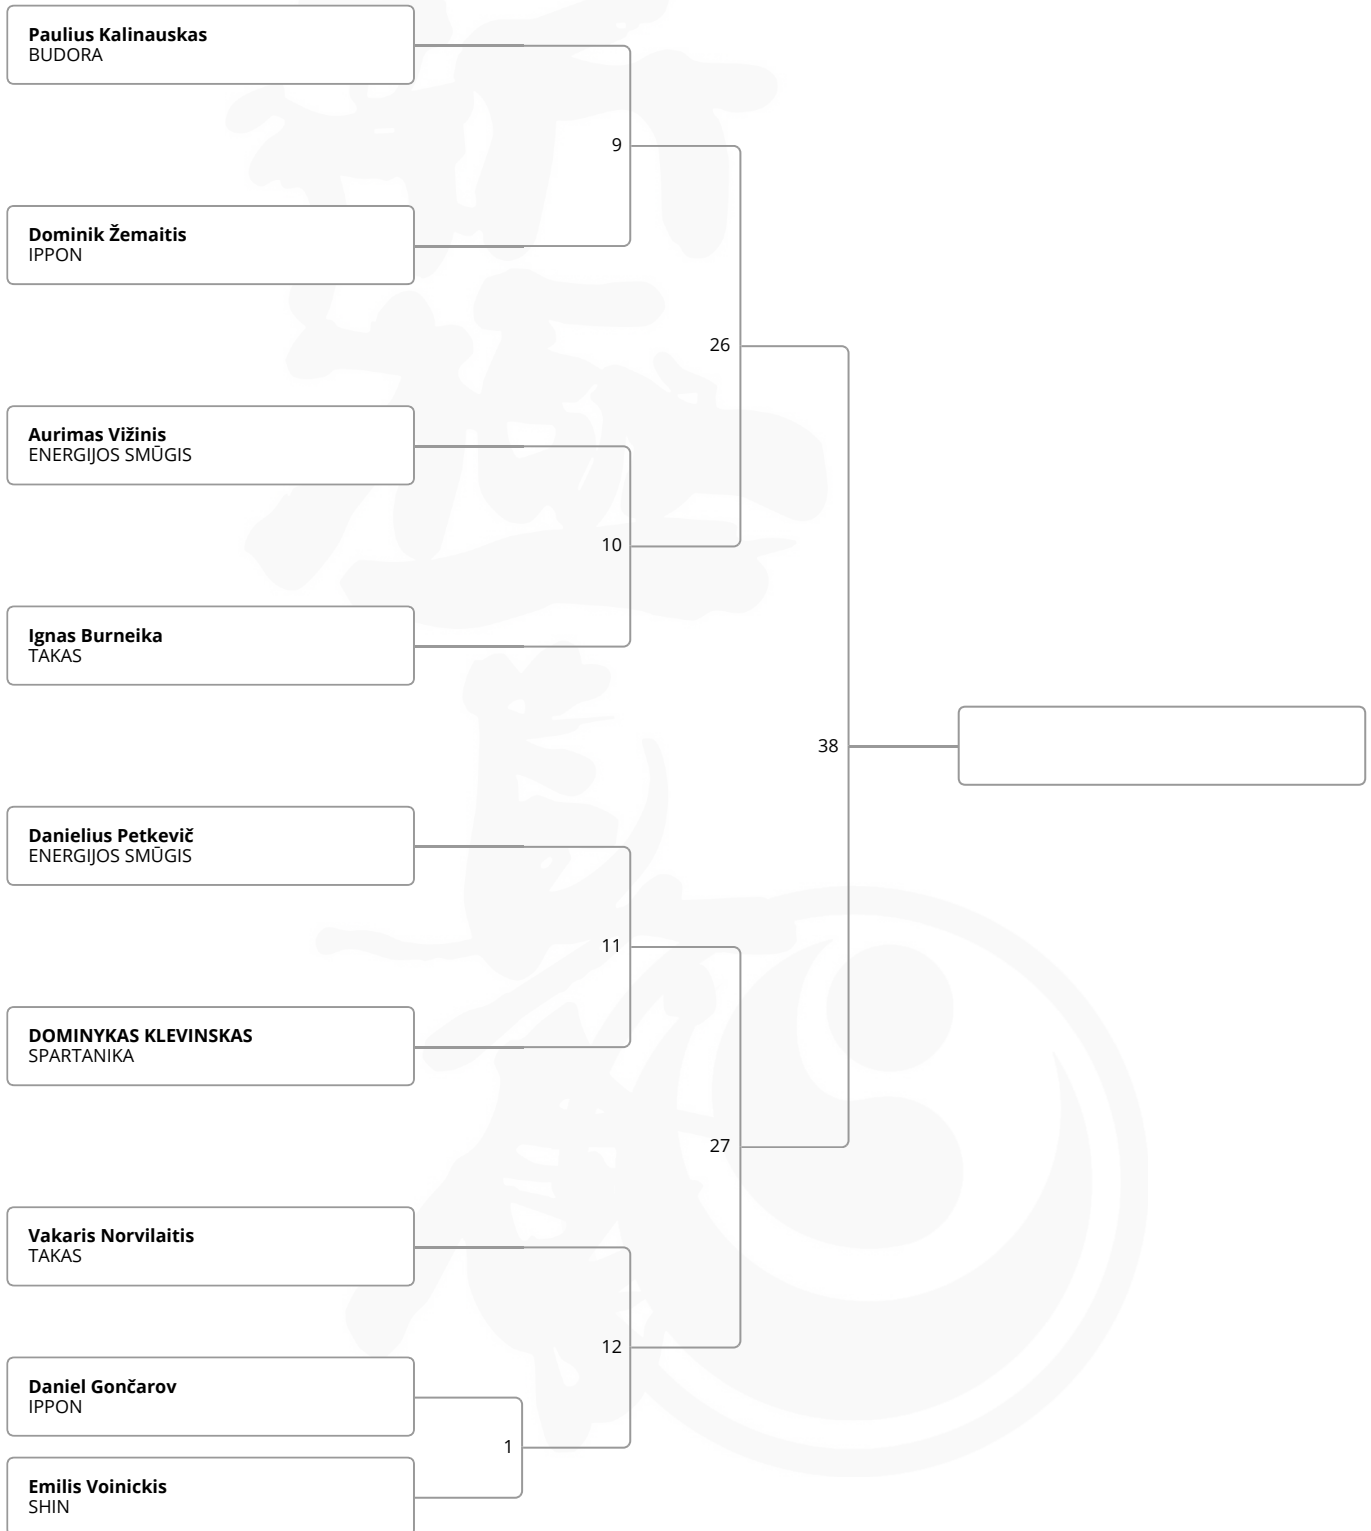 Paulius Kalinauskas
BUDORA
9
Dominik Žemaitis
IPPON
26
Aurimas Vižinis
ENERGIJOS SMŪGIS
10
Ignas Burneika
TAKAS
38
Danielius Petkevič
ENERGIJOS SMŪGIS
11
DOMINYKAS KLEVINSKAS
SPARTANIKA
27
Vakaris Norvilaitis
TAKAS
12
Daniel Gončarov
IPPON
1
Emilis Voinickis
SHIN